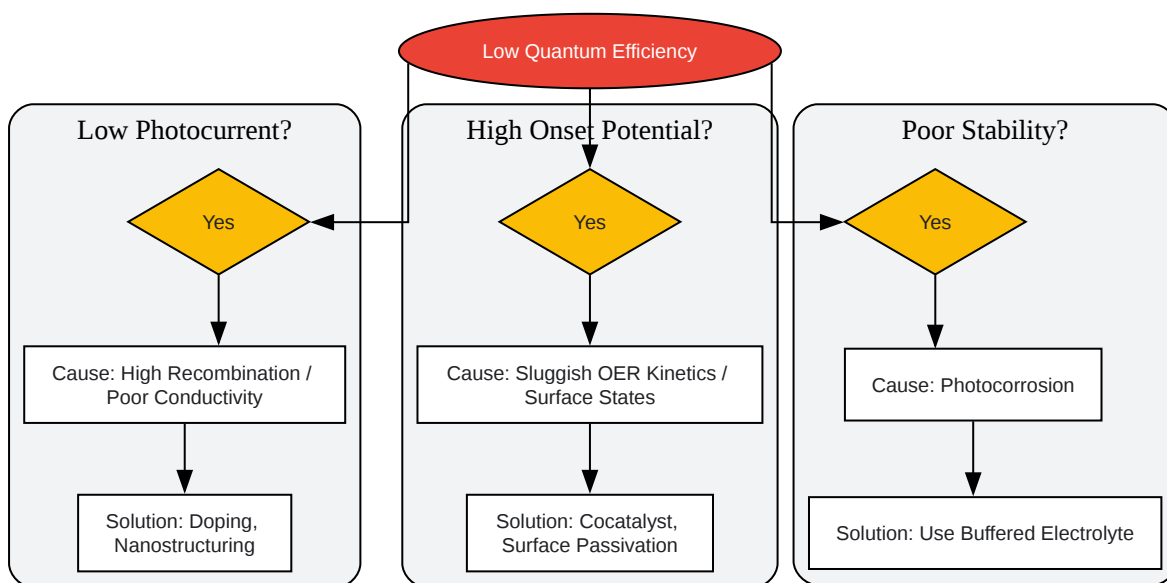 Low Quantum Efficiency
Low Photocurrent?
Yes
Cause: High Recombination /
Poor Conductivity
Solution: Doping,
Nanostructuring
High Onset Potential?
Yes
Cause: Sluggish OER Kinetics /
Surface States
Solution: Cocatalyst,
Surface Passivation
Poor Stability?
Yes
Cause: Photocorrosion
Solution: Use Buffered Electrolyte